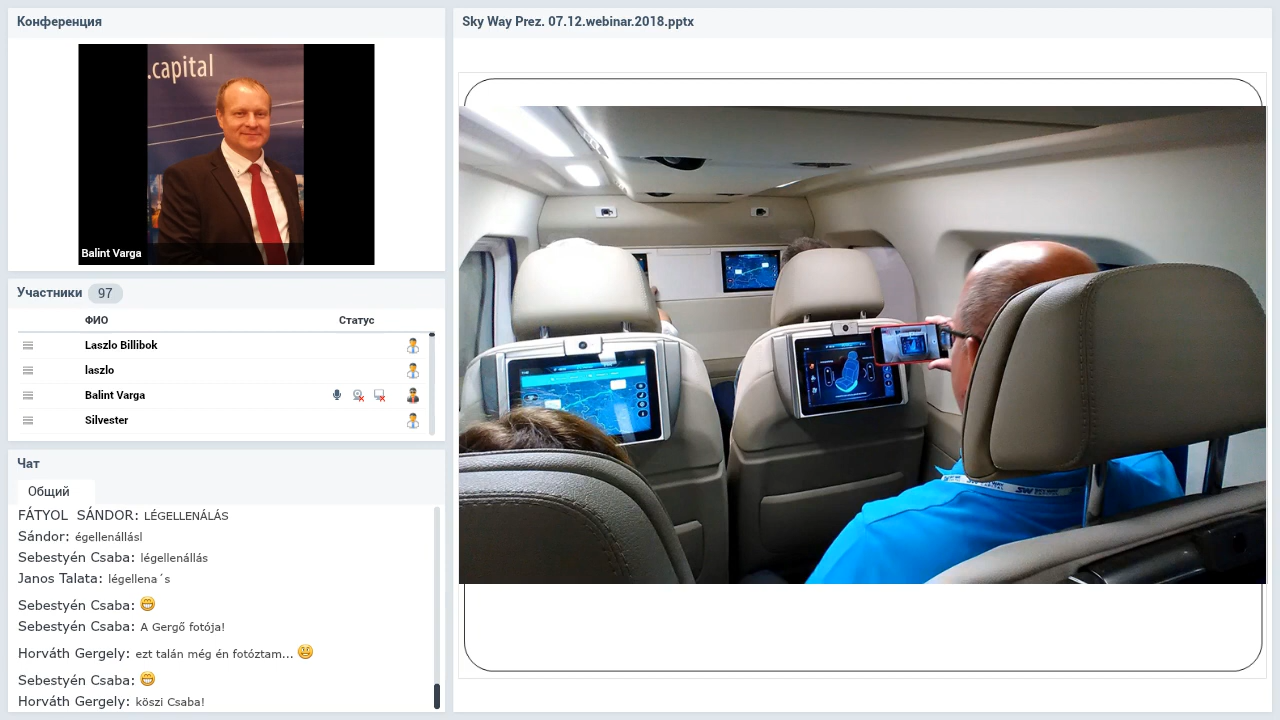 Конференция
.capital
Balint Varga
Участники 97
ФИО Статус
Laszlo Billibok
laszlo
Balint Varga
Silvester
Чат
Общий
FÁTYOL SÁNDOR: LÉGELLENÁLÁS
Sándor: égellenállásl
Sebestyén Csaba: légellenállás
Janos Talata: légellena´s
Sebestyén Csaba:
Sebestyén Csaba: A Gergő fotója!
Horváth Gergely: ezt talán még én fotóztam...
Sebestyén Csaba:
Horváth Gergely: köszi Csaba!
Sky Way Prez. 07.12.webinar.2018.pptx